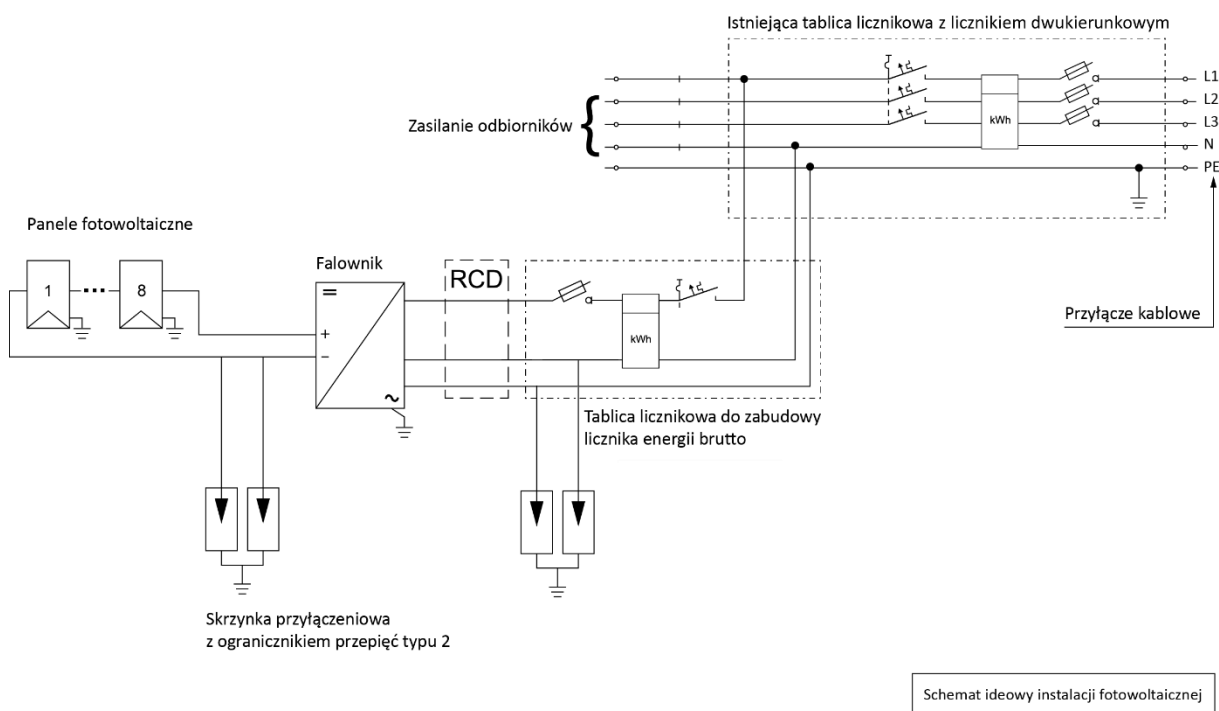 Istniejąca tablica licznikowa z licznikiem dwukierunkowym
L1
L2
L3
N
PE
kWh
Zasilanie odbiorników
Panele fotowoltaiczne
1
8
Falownik
RCD
kWh
Przyłącze kablowe
Tablica licznikowa do zabudowy
licznika energii brutto
Skrzynka przyłączeniowa
z ogranicznikiem przepięć typu 2
Schemat ideowy instalacji fotowoltaicznej